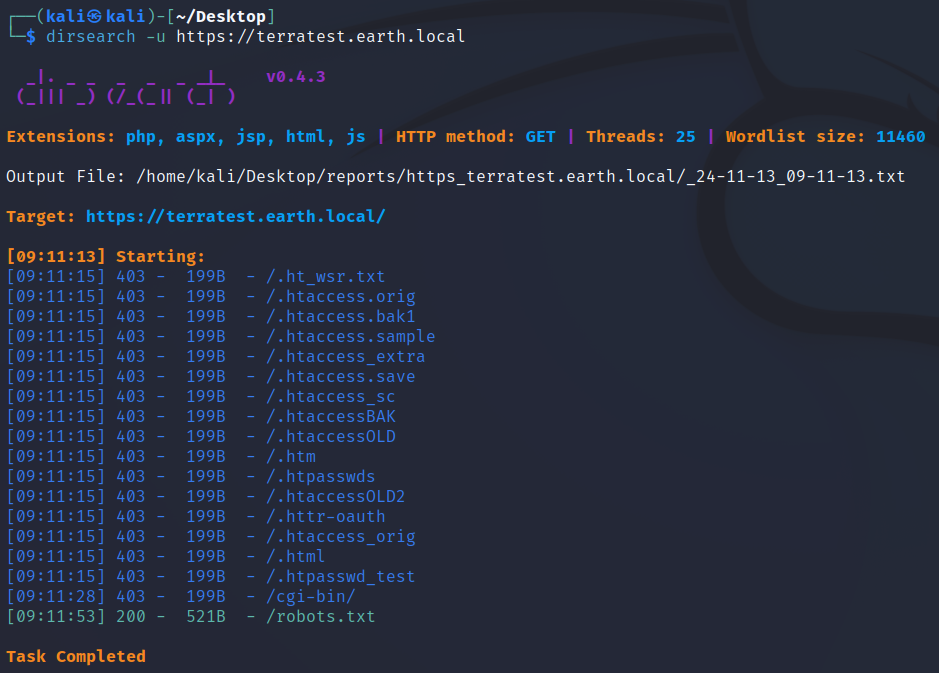 ┌──(kali㉿kali)-[~/Desktop]
└─$ dirsearch -u https://terratest.earth.local
  _|. _ _  _  _  _ _|_    v0.4.3
 (_||| _) (/_(_|| (_| )
Extensions: php, aspx, jsp, html, js | HTTP method: GET | Threads: 25 | Wordlist size: 11460
Output File: /home/kali/Desktop/reports/https_terratest.earth.local/_24-11-13_09-11-13.txt
Target: https://terratest.earth.local/
[09:11:13] Starting:
[09:11:15] 403 -  199B  - /.ht_wsr.txt
[09:11:15] 403 -  199B  - /.htaccess.orig
[09:11:15] 403 -  199B  - /.htaccess.bak1
[09:11:15] 403 -  199B  - /.htaccess.sample
[09:11:15] 403 -  199B  - /.htaccess_extra
[09:11:15] 403 -  199B  - /.htaccess.save
[09:11:15] 403 -  199B  - /.htaccess_sc
[09:11:15] 403 -  199B  - /.htaccessBAK
[09:11:15] 403 -  199B  - /.htaccessOLD
[09:11:15] 403 -  199B  - /.htm
[09:11:15] 403 -  199B  - /.htpasswds
[09:11:15] 403 -  199B  - /.htaccessOLD2
[09:11:15] 403 -  199B  - /.httr-oauth
[09:11:15] 403 -  199B  - /.htaccess_orig
[09:11:15] 403 -  199B  - /.html
[09:11:15] 403 -  199B  - /.htpasswd_test
[09:11:28] 403 -  199B  - /cgi-bin/
[09:11:53] 200 -  521B  - /robots.txt
Task Completed